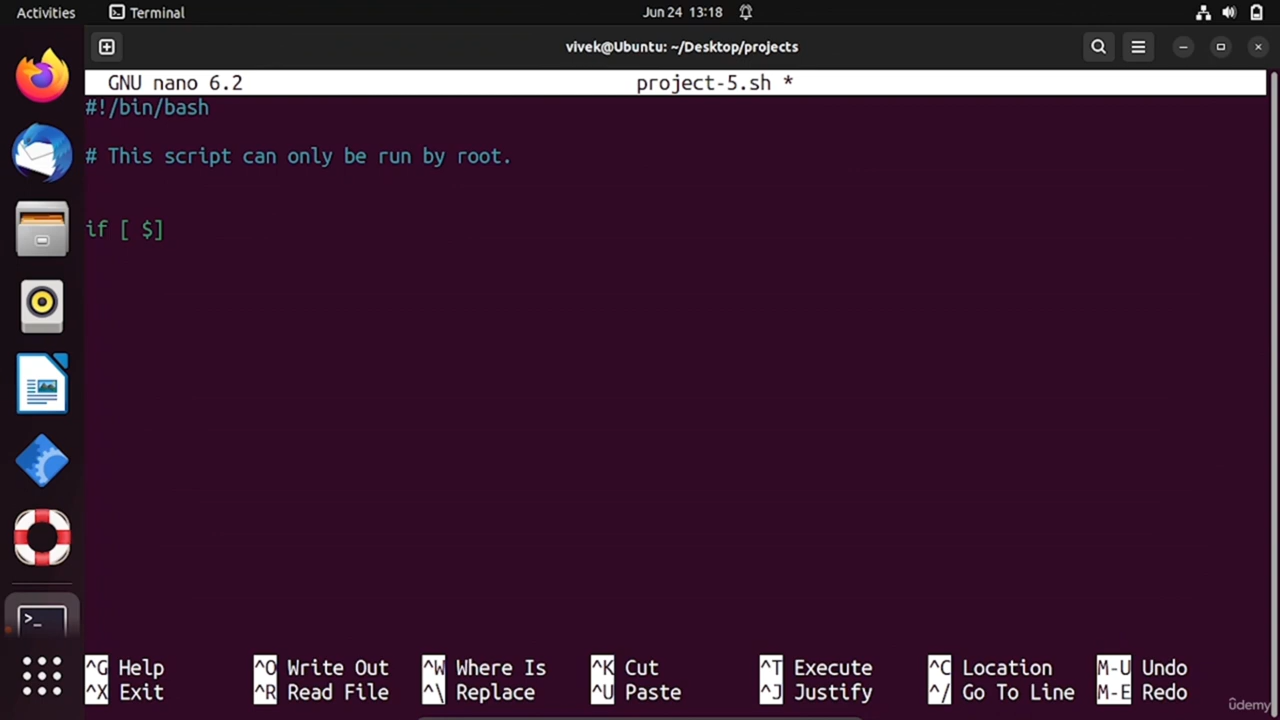 Activities Terminal Jun 24 13:18
vivek@Ubuntu: ~/Desktop/projects
GNU nano 6.2 project-5.sh *
#!/bin/bash
# This script can only be run by root.
if [ $]
^G Help ^O Write Out ^W Where Is ^K Cut ^T Execute ^C Location M-U Undo
^X Exit ^R Read File ^\ Replace ^U Paste ^J Justify ^/ Go To Line M-E Redo
>_
udemy